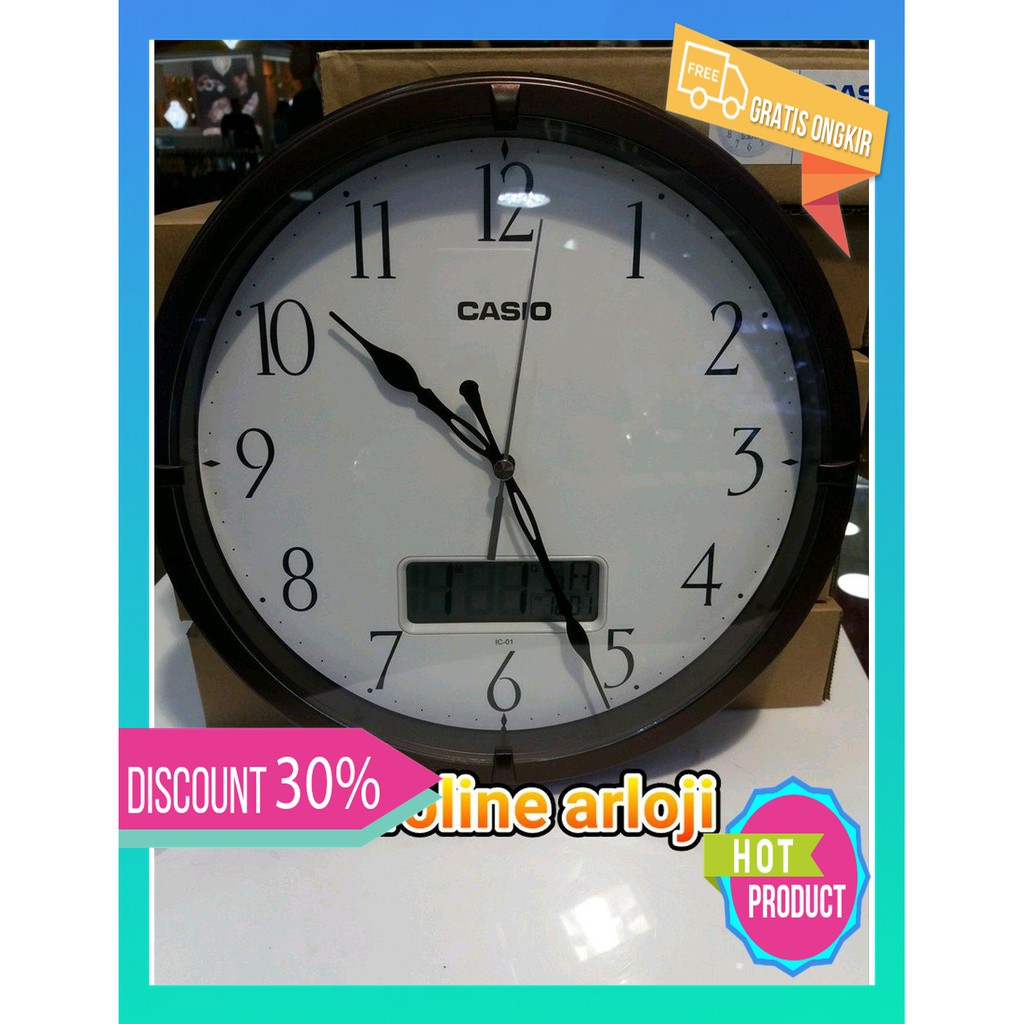 FREE
GRATIS ONGKIR
12
11
1
10
CASIO
2
9
3
8
4
IC-01
7
5
6
DISCOUNT 30%
oline arloji
HOT
PRODUCT